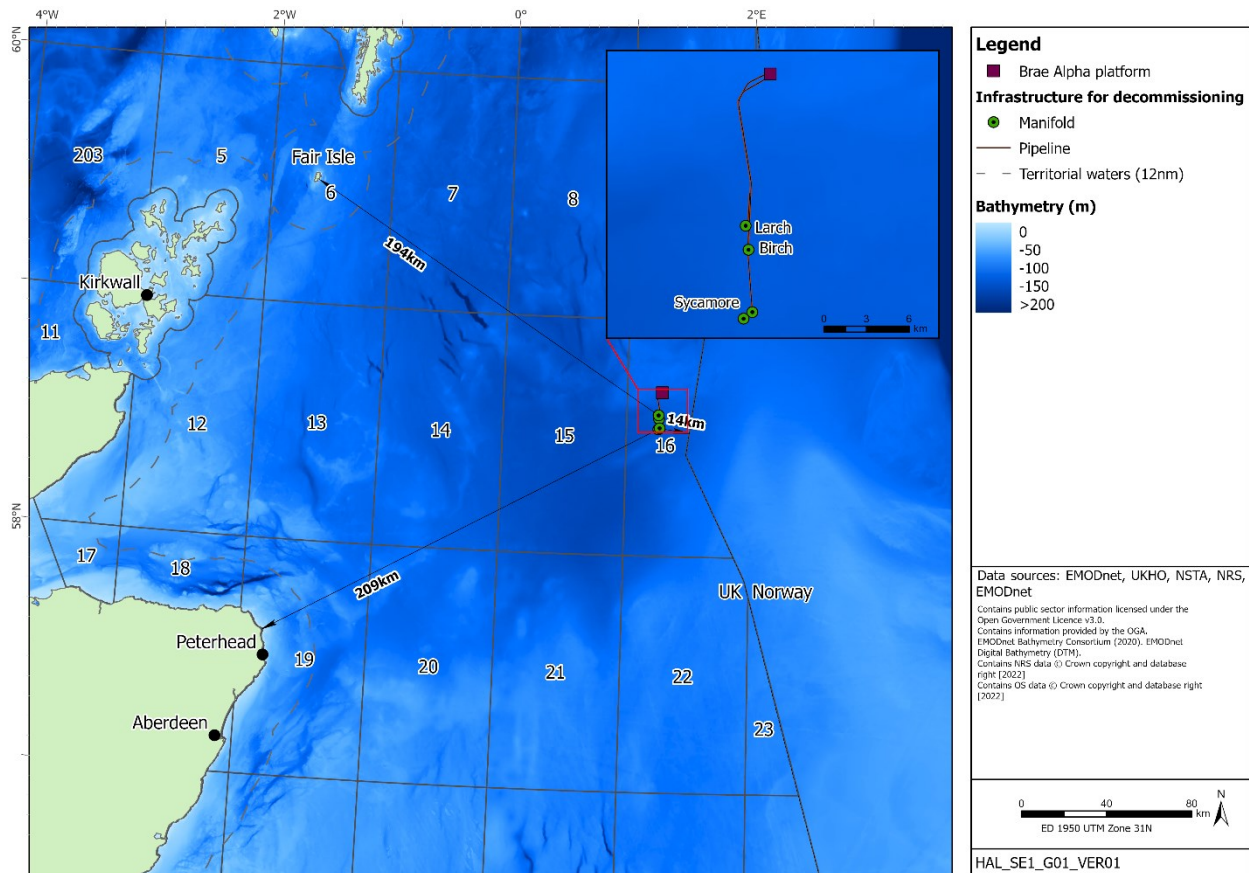 4°W
2°W
0°
2°E
60°N
58°N
203
5
Fair Isle
6
7
8
194km
Kirkwall
11
12
13
14
15
14km
16
17
18
209km
Peterhead
19
20
21
22
23
Aberdeen
UK Norway
Larch
Birch
Sycamore
0 3 6
km
Legend
Brae Alpha platform
Infrastructure for decommissioning
Manifold
Pipeline
Territorial waters (12nm)
Bathymetry (m)
0
-50
-100
-150
>200
Data sources: EMODnet, UKHO, NSTA, NRS,
EMODnet
Contains public sector information licensed under the
Open Government Licence v3.0.
Contains information provided by the OGA.
EMODnet Bathymetry Consortium (2020). EMODnet
Digital Bathymetry (DTM).
Contains NRS data © Crown copyright and database
right [2022]
Contains OS data © Crown copyright and database right
[2022]
0 40 80
km
N
ED 1950 UTM Zone 31N
HAL_SE1_G01_VER01